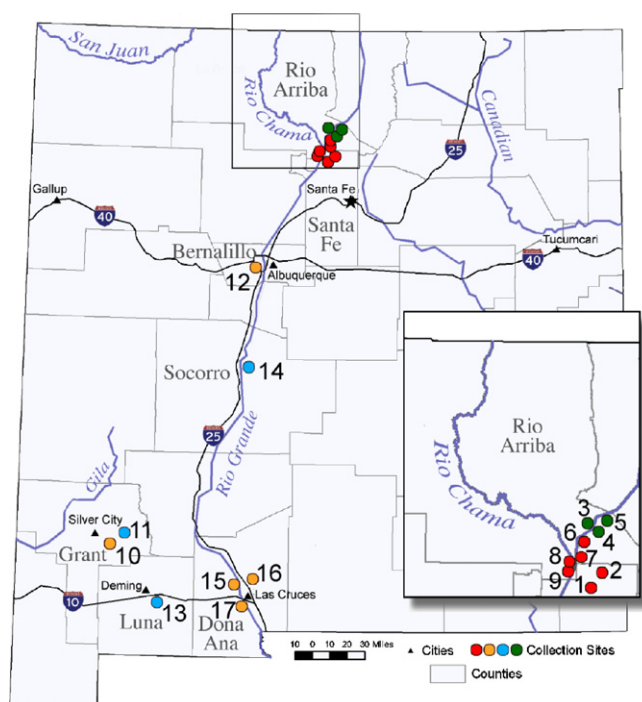 San Juan
Rio
Arriba
Rio Chama
Canadian
25
Gallup
40
Santa Fe
Santa
Fe
Tucumcari
40
Bernalillo
Albuquerque
12
Socorro
14
25
Rio Grande
Gila
Silver City
11
Grant
10
Deming
15
16
Las Cruces
10
13
Luna
17
Dona
Ana
Rio
Arriba
Rio Chama
3
5
6
4
8
7
9
2
1
10 0 10 20 30 Miles
Cities
Collection Sites
Counties